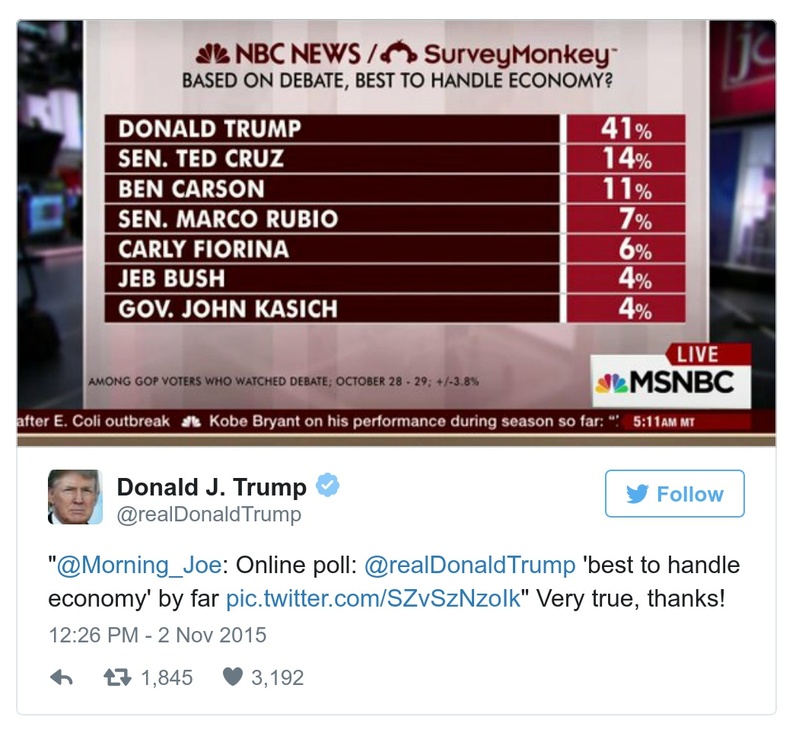 NBC NEWS / SurveyMonkey™
BASED ON DEBATE, BEST TO HANDLE ECONOMY?
DONALD TRUMP 41%
SEN. TED CRUZ 14%
BEN CARSON 11%
SEN. MARCO RUBIO 7%
CARLY FIORINA 6%
JEB BUSH 4%
GOV. JOHN KASICH 4%
AMONG GOP VOTERS WHO WATCHED DEBATE; OCTOBER 28 - 29; +/-3.8%
LIVE
MSNBC
after E. Coli outbreak Kobe Bryant on his performance during season so far: "' 5:11AM MT
Donald J. Trump
@realDonaldTrump
Follow
"@Morning_Joe: Online poll: @realDonaldTrump 'best to handle
economy' by far pic.twitter.com/SZvSzNzolk" Very true, thanks!
12:26 PM - 2 Nov 2015
1,845 3,192